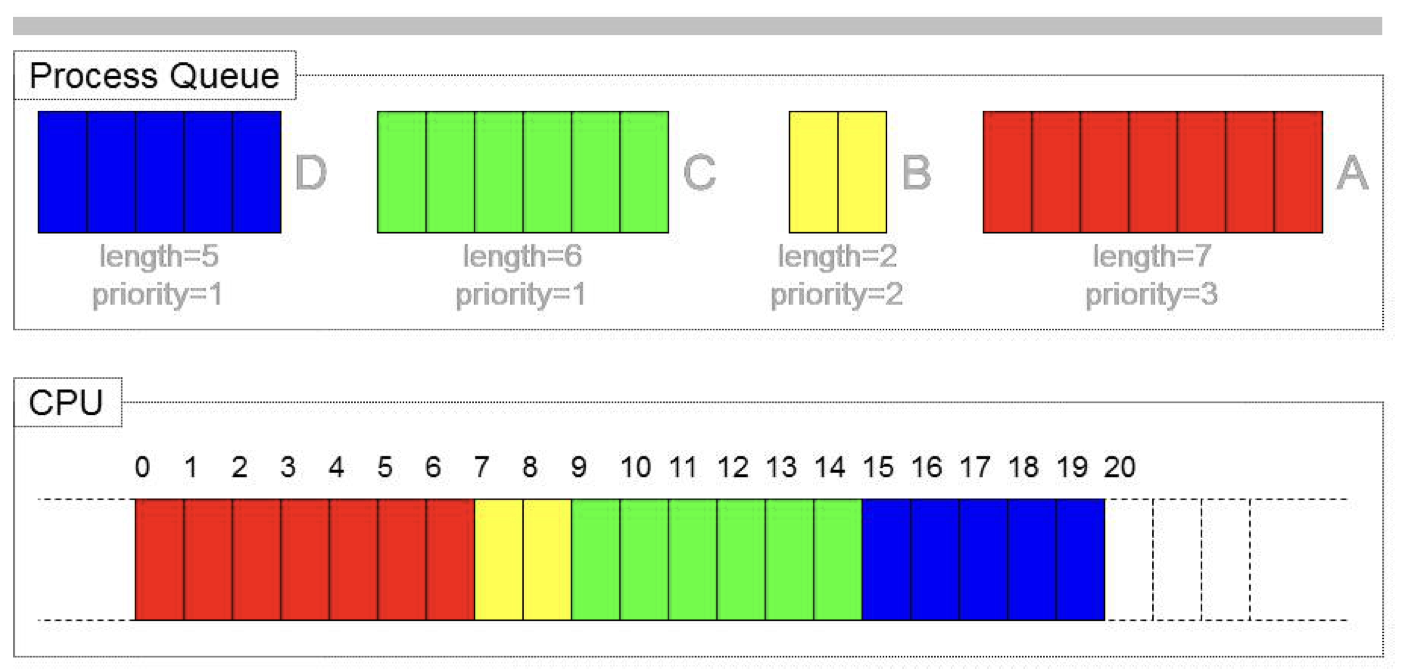 Process Queue
D C B A
length=5 length=6 length=2 length=7
priority=1 priority=1 priority=2 priority=3
CPU
0 1 2 3 4 5 6 7 8 9 10 11 12 13 14 15 16 17 18 19 20